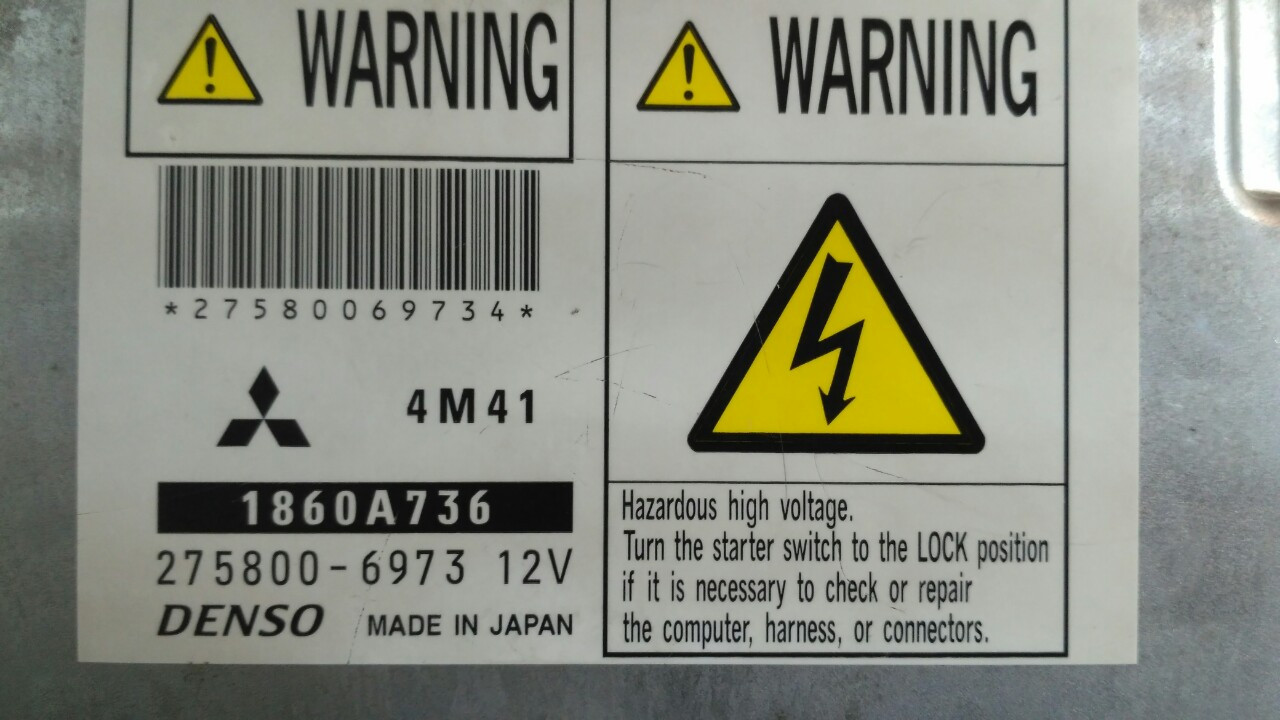 WARNING
*27580069734*
4M41
1860A736
275800-6973 12V
DENSO MADE IN JAPAN
WARNING
Hazardous high voltage.
Turn the starter switch to the LOCK position
if it is necessary to check or repair
the computer, harness, or connectors.